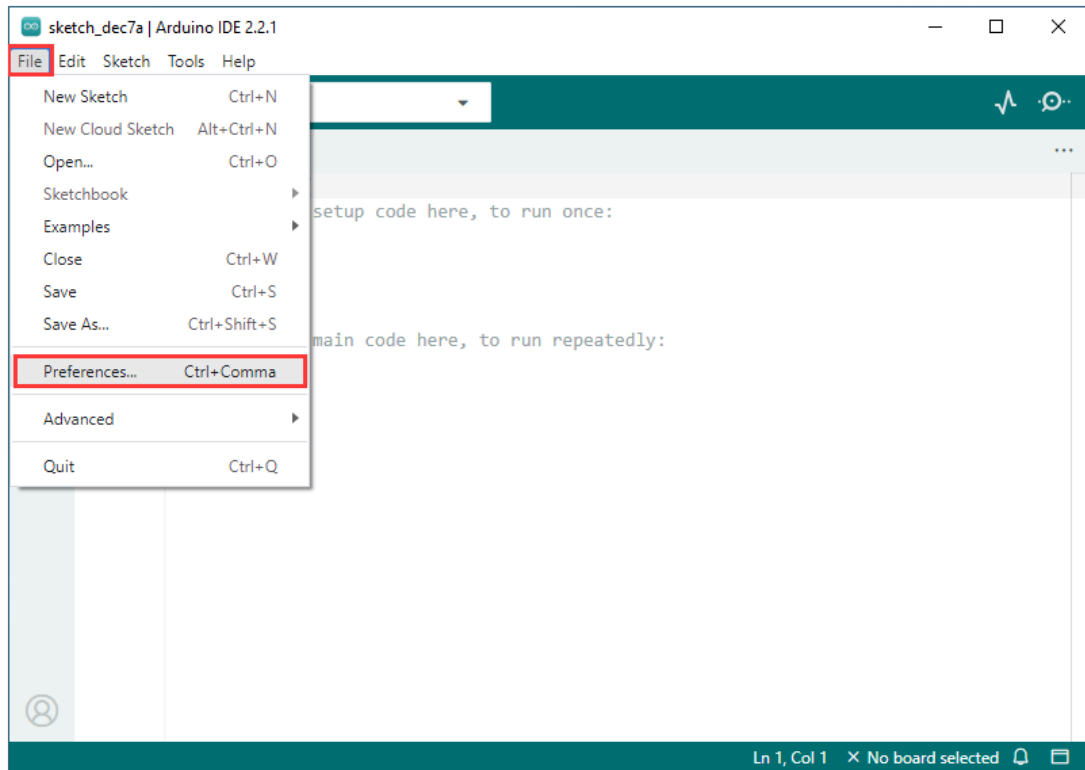 sketch_dec7a | Arduino IDE 2.2.1
File Edit Sketch Tools Help
New Sketch Ctrl+N
New Cloud Sketch Alt+Ctrl+N
Open... Ctrl+O
Sketchbook
Examples
Close Ctrl+W
Save Ctrl+S
Save As... Ctrl+Shift+S
Preferences... Ctrl+Comma
Advanced
Quit Ctrl+Q
setup code here, to run once:
main code here, to run repeatedly:
Ln 1, Col 1 × No board selected